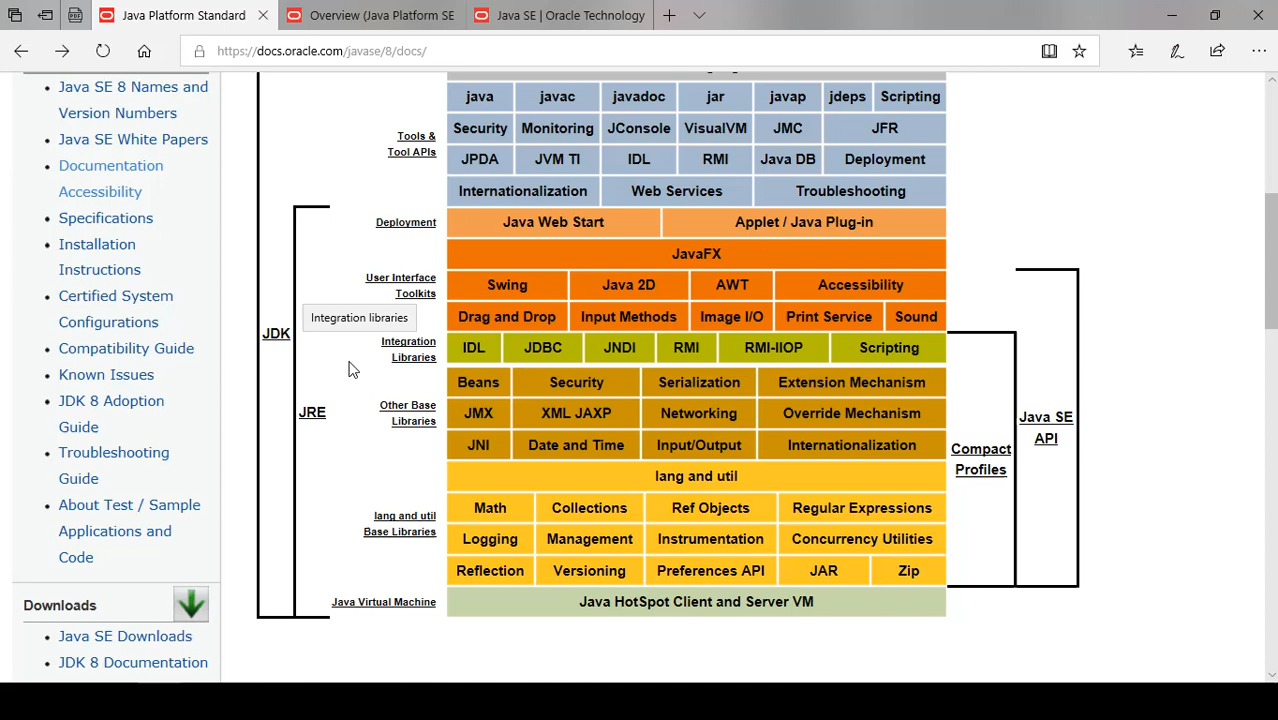 Java Platform Standard
Overview (Java Platform SE
Java SE | Oracle Technology
https://docs.oracle.com/javase/8/docs/
Java SE 8 Names and
Version Numbers
Java SE White Papers
Documentation
Accessibility
Specifications
Installation
Instructions
Certified System
Configurations
Compatibility Guide
Known Issues
JDK 8 Adoption
Guide
Troubleshooting
Guide
About Test / Sample
Applications and
Code
Downloads
Java SE Downloads
JDK 8 Documentation
JDK
JRE
Tools &
Tool APIs
java javac javadoc jar javap jdeps Scripting
Security Monitoring JConsole VisualVM JMC JFR
JPDA JVM TI IDL RMI Java DB Deployment
Internationalization Web Services Troubleshooting
Deployment
Java Web Start Applet / Java Plug-in
JavaFX
User Interface
Toolkits
Swing Java 2D AWT Accessibility
Drag and Drop Input Methods Image I/O Print Service Sound
Integration libraries
Integration
Libraries
IDL JDBC JNDI RMI RMI-IIOP Scripting
Other Base
Libraries
Beans Security Serialization Extension Mechanism
JMX XML JAXP Networking Override Mechanism
JNI Date and Time Input/Output Internationalization
lang and util
lang and util
Base Libraries
Math Collections Ref Objects Regular Expressions
Logging Management Instrumentation Concurrency Utilities
Reflection Versioning Preferences API JAR Zip
Java Virtual Machine
Java HotSpot Client and Server VM
Compact
Profiles
Java SE
API